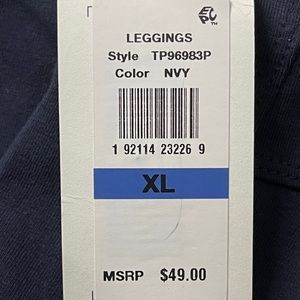 LEGGINGS
Style TP96983P
Color NVY
1 92114 23226 9
XL
MSRP $49.00